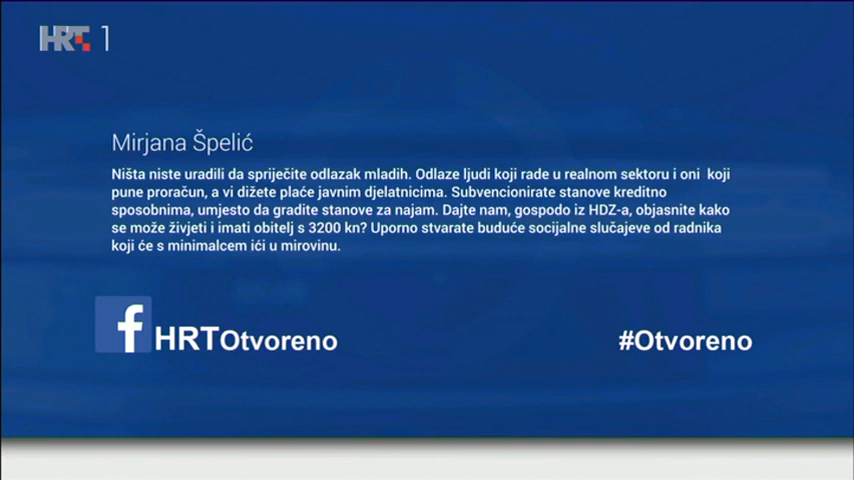 HRT 1
Mirjana Špelić
Ništa niste uradili da spriječite odlazak mladih. Odlaze ljudi koji rade u realnom sektoru i oni koji
pune proračun, a vi dižete plaće javnim djelatnicima. Subvencionirate stanove kreditno
sposobnima, umjesto da gradite stanove za najam. Dajte nam, gospodo iz HDZ-a, objasnite kako
se može živjeti i imati obitelj s 3200 kn? Uporno stvarate buduće socijalne slučajeve od radnika
koji će s minimalcem ići u mirovinu.
f HRTOtvoreno
#Otvoreno